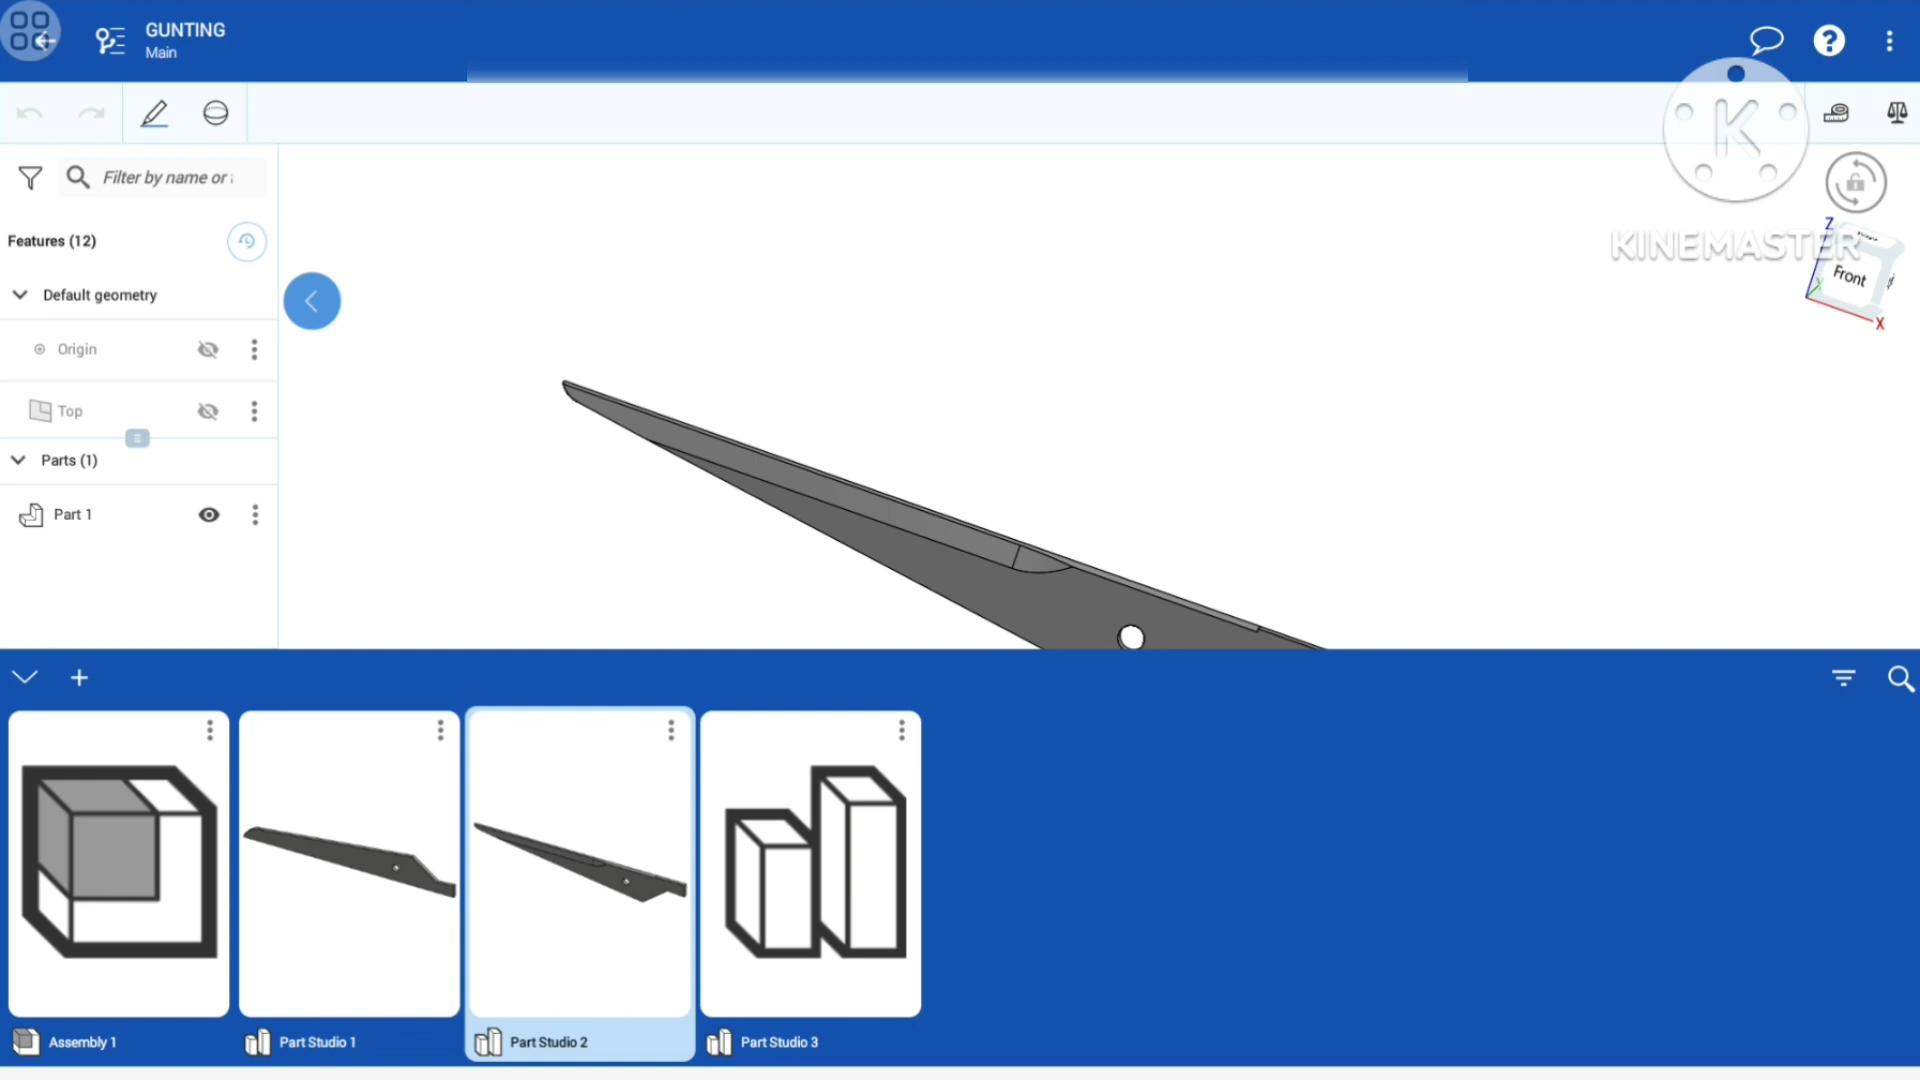 GUNTING
Main
K
KINEMASTER
Filter by name or
Features (12)
Default geometry
Origin
Top
Parts (1)
Part 1
Z
Front
X
Assembly 1
Part Studio 1
Part Studio 2
Part Studio 3